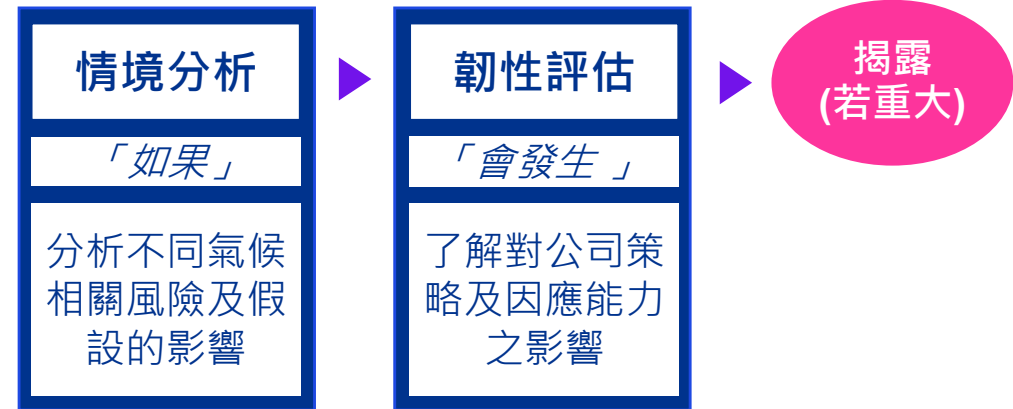 情境分析
「如果」
分析不同氣候
相關風險及假
設的影響
韌性評估
「會發生 」
了解對公司策
略及因應能力
之影響
揭露
(若重大)